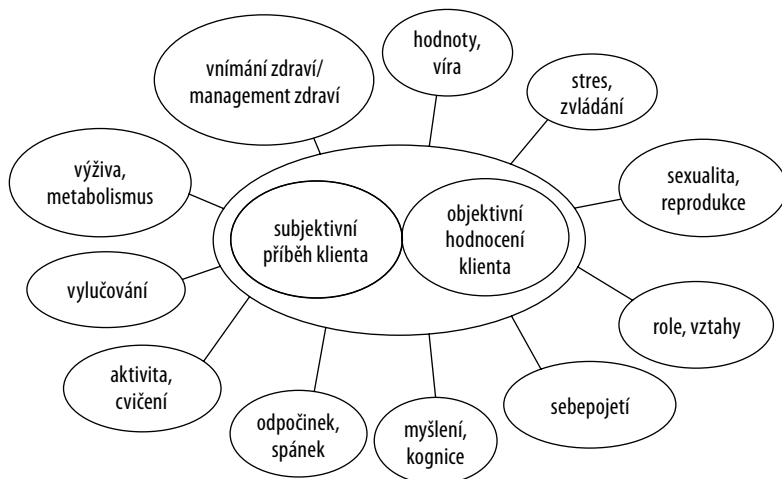 hodnoty,
víra
vnímání zdraví/
management zdraví
stres,
zvládání
výživa,
metabolismus
sexualita,
reprodukce
subjektivní
příběh klienta
objektivní
hodnocení
klienta
vylučování
role, vztahy
aktivita,
cvičení
sebepojetí
odpočinek,
spánek
myšlení,
kognice